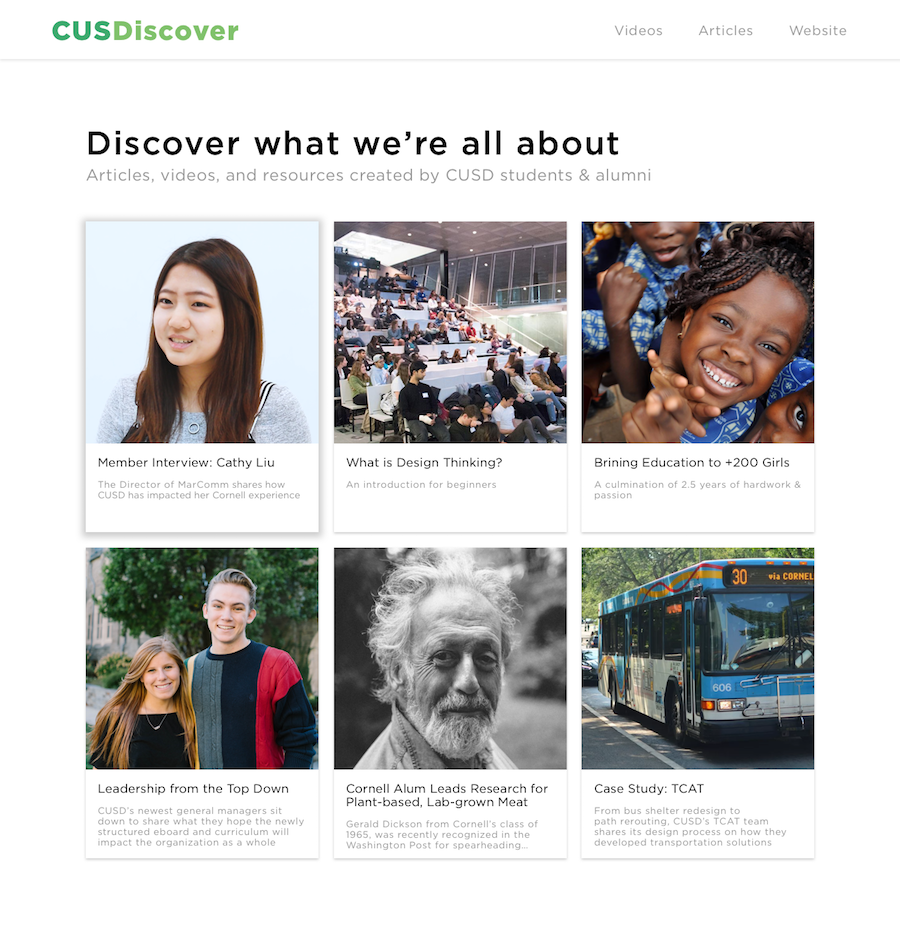 CUSDiscover
Videos Articles Website
Discover what we’re all about
Articles, videos, and resources created by CUSD students & alumni
Member Interview: Cathy Liu
The Director of MarComm shares how
CUSD has impacted her Cornell experience
What is Design Thinking?
An introduction for beginners
Brining Education to +200 Girls
A culmination of 2.5 years of hardwork &
passion
30 via CORNEL
606
Leadership from the Top Down
CUSD’s newest general managers sit
down to share what they hope the newly
structured eboard and curriculum will
impact the organization as a whole
Cornell Alum Leads Research for
Plant-based, Lab-grown Meat
Gerald Dickson from Cornell’s class of
1965, was recently recognized in the
Washington Post for spearheading...
Case Study: TCAT
From bus shelter redesign to
path rerouting, CUSD’s TCAT team
shares its design process on how they
developed transportation solutions